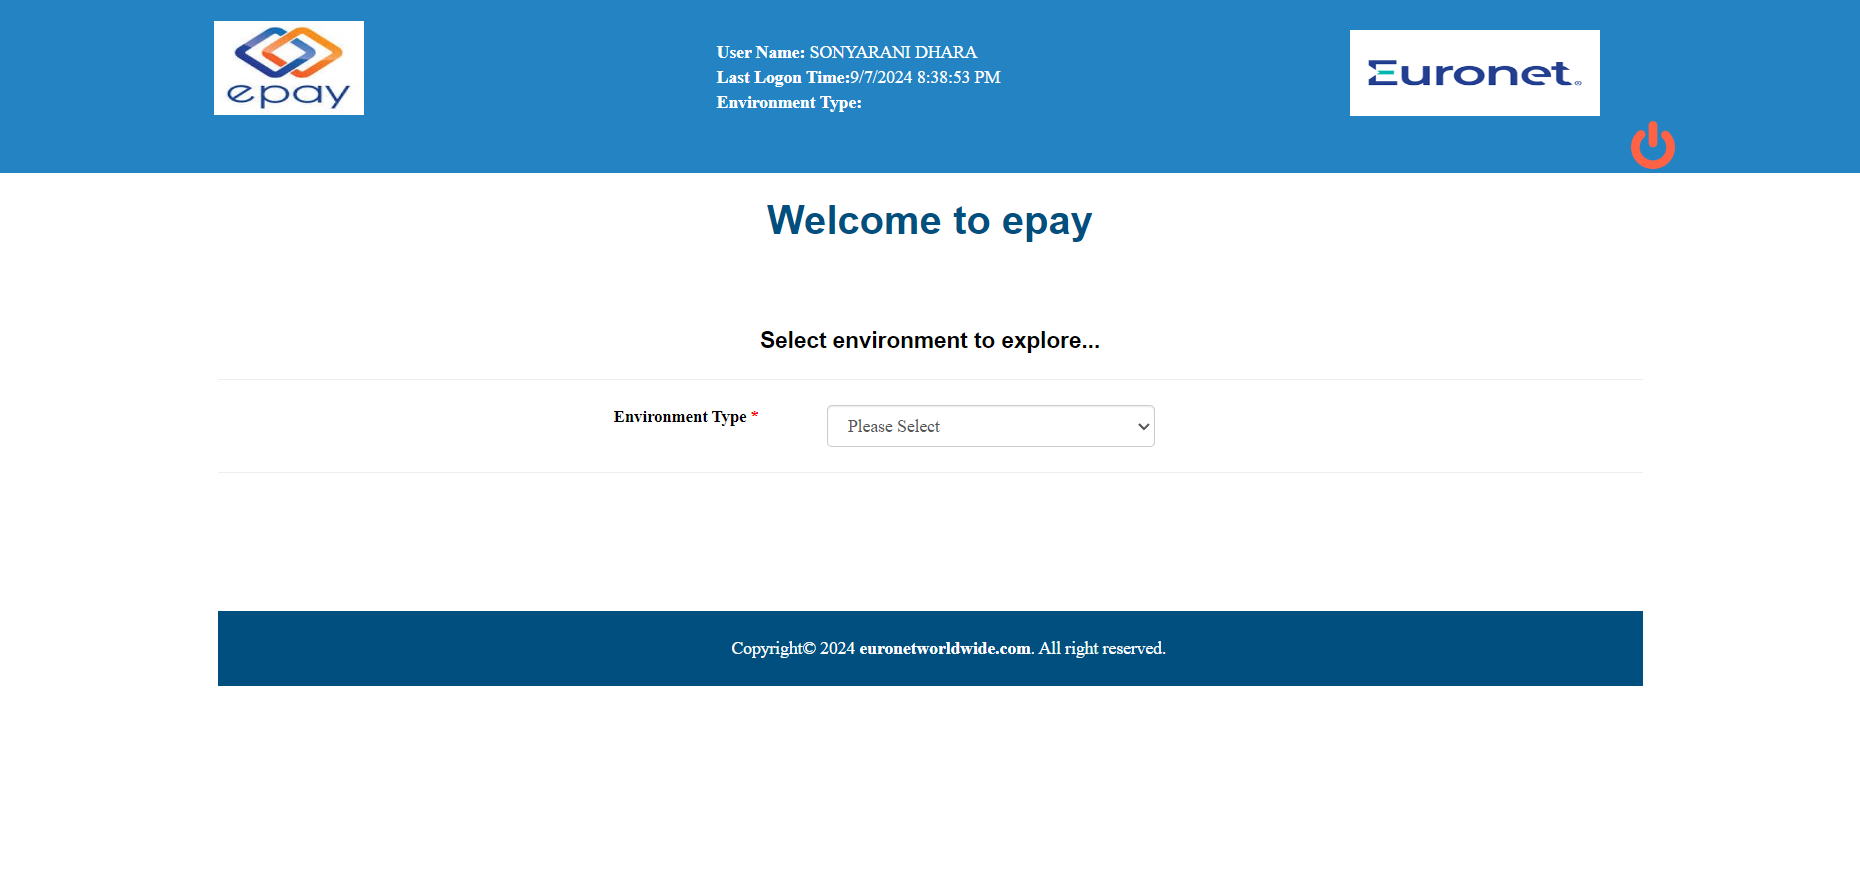 epay
User Name: SONYARANI DHARA
Last Logon Time:9/7/2024 8:38:53 PM
Environment Type:
Euronet®
Welcome to epay
Select environment to explore...
Environment Type *
Please Select
Copyright© 2024 euronetworldwide.com. All right reserved.